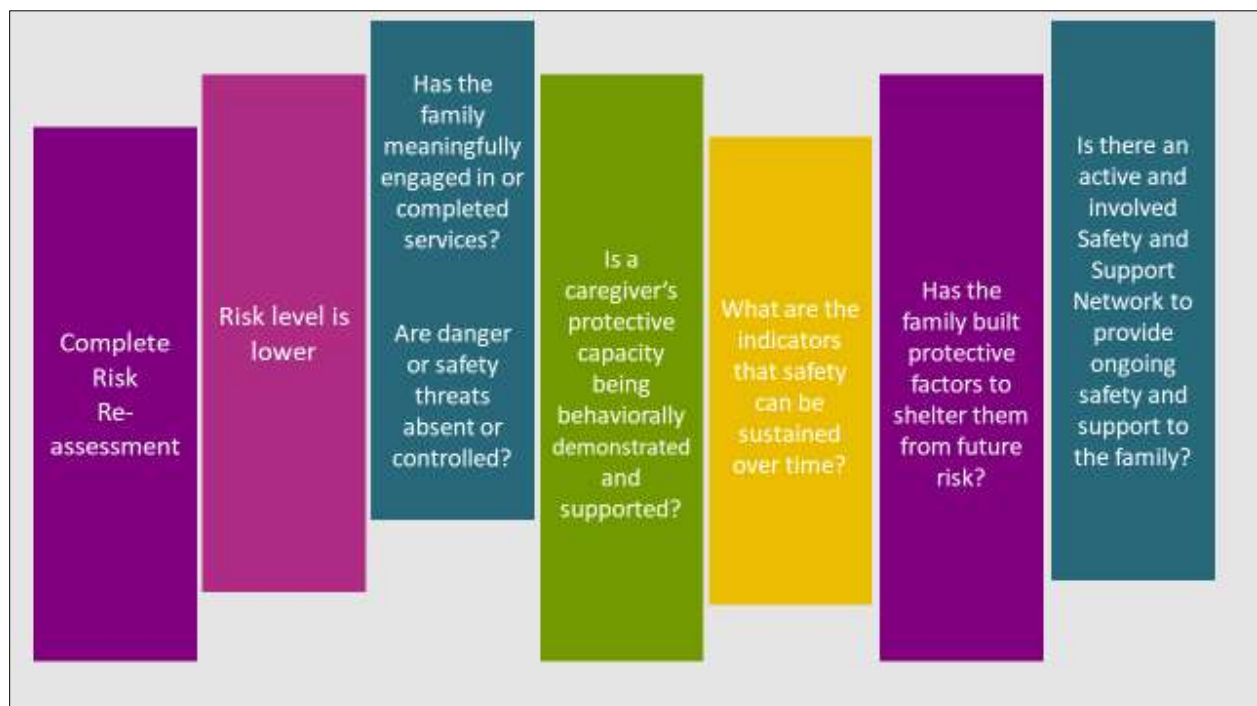 Complete
Risk
Re-
assessment
Risk level is
lower
Has the
family
meaningfully
engaged in or
completed
services?
Are danger
or safety
threats
absent or
controlled?
Is a
caregiver's
protective
capacity
being
behaviorally
demonstrated
and
supported?
What are the
indicators
that safety
can be
sustained
over time?
Has the
family built
protective
factors to
shelter them
from future
risk?
Is there an
active and
involved
Safety and
Support
Network to
provide
ongoing
safety and
support to
the family?